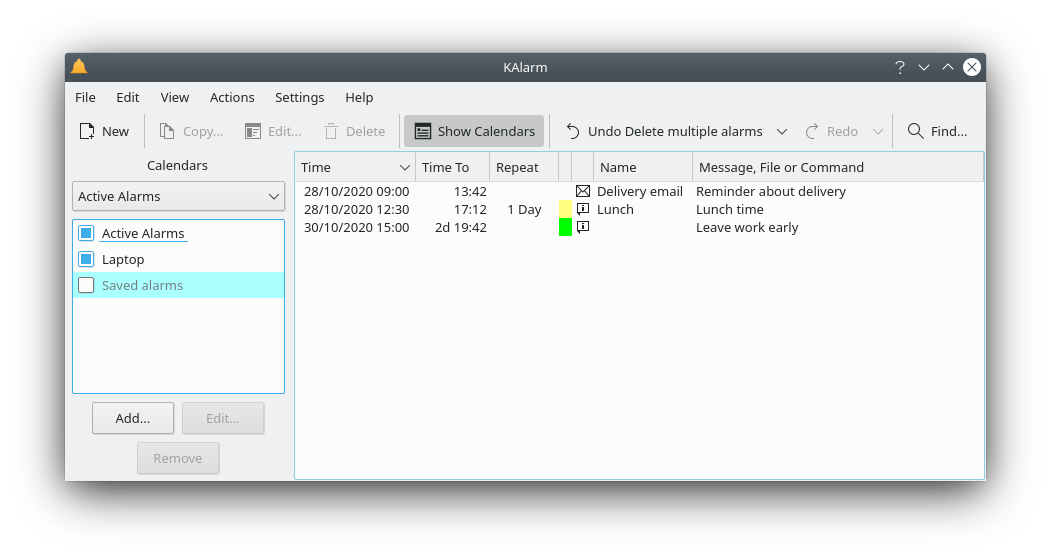 KAlarm
File Edit View Actions Settings Help
New Copy... Edit... Delete Show Calendars Undo Delete multiple alarms Redo Find...
Calendars
Active Alarms
Active Alarms
Laptop
Saved alarms
Add... Edit...
Remove
Time Time To Repeat Name Message, File or Command
28/10/2020 09:00 13:42 Delivery email Reminder about delivery
28/10/2020 12:30 17:12 1 Day Lunch Lunch time
30/10/2020 15:00 2d 19:42 Leave work early